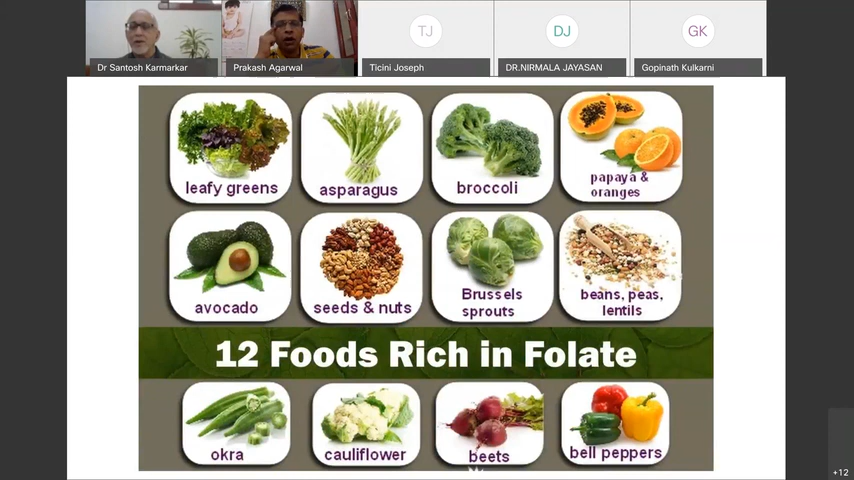 TJ
DJ
GK
Dr Santosh Karmarkar
Prakash Agarwal
Ticini Joseph
DR.NIRMALA JAYASAN
Gopinath Kulkarni
leafy greens
asparagus
broccoli
papaya &
oranges
avocado
seeds & nuts
Brussels
sprouts
beans, peas,
lentils
12 Foods Rich in Folate
okra
cauliflower
beets
bell peppers
+12